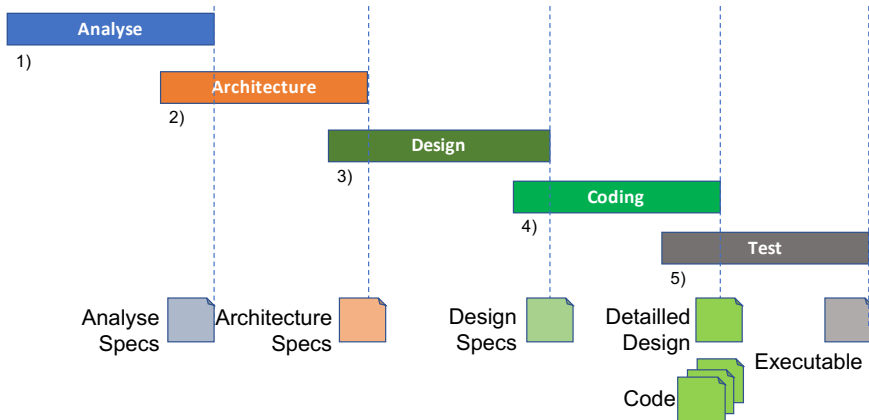 Analyse
1)
Architecture
2)
Design
3)
Coding
4)
Test
5)
Analyse
Specs
Architecture
Specs
Design
Specs
Detailled
Design
Executable
Code